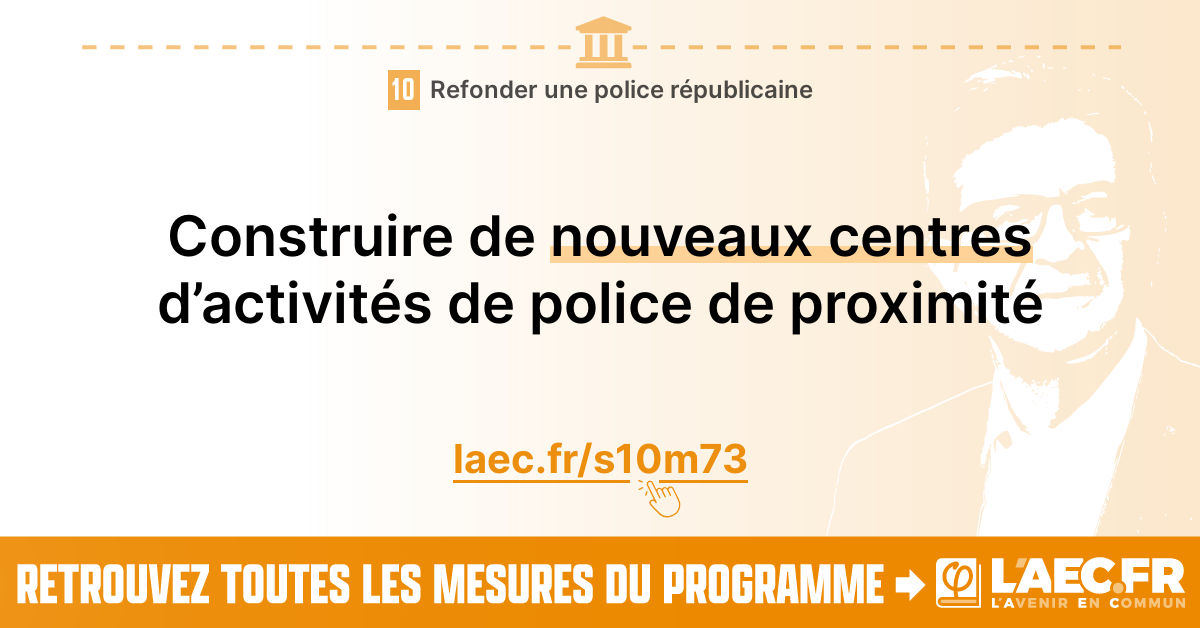 10 Refonder une police républicaine
Construire de nouveaux centres
d’activités de police de proximité
laec.fr/s10m73
RETROUVEZ TOUTES LES MESURES DU PROGRAMME
φ L'AEC.FR
L'AVENIR EN COMMUN